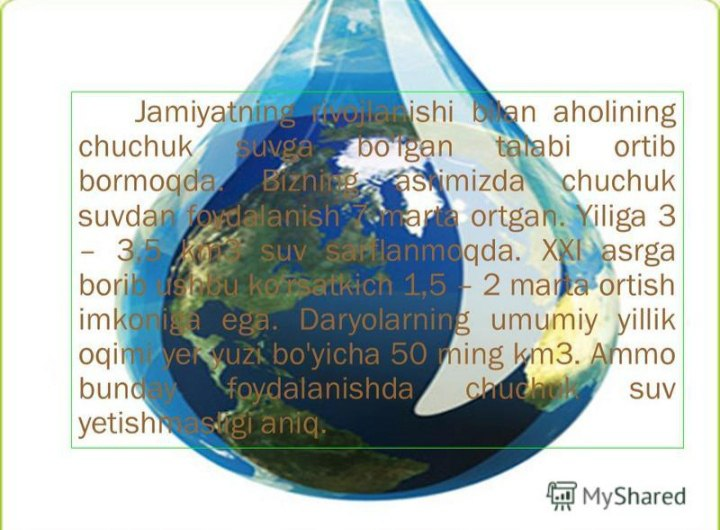 Jamiyatning rivojlanishi bilan aholining
chuchuk suvga bo'lgan talabi ortib
bormoqda. Bizning asrimizda chuchuk
suvdan foydalanish 7 marta ortgan. Yiliga 3
– 3,5 km3 suv sarflanmoqda. XXI asrga
borib ushbu ko'rsatkich 1,5 – 2 marta ortish
imkoniga ega. Daryolarning umumiy yillik
oqimi yer yuzi bo'yicha 50 ming km3. Ammo
bunday foydalanishda chuchuk suv
yetishmasligi aniq.
MyShared